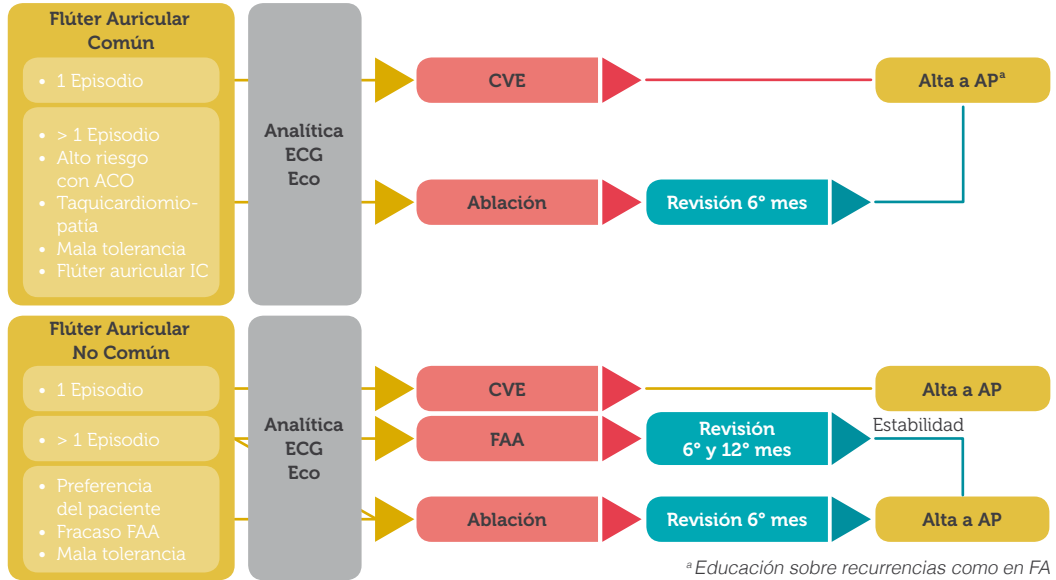 Flúter Auricular
Común
• 1 Episodio
• > 1 Episodio
• Alto riesgo
con ACO
• Taquicardiomio-
patía
• Mala tolerancia
• Flúter auricular IC
Analítica
ECG
Eco
CVE
Alta a APᵃ
Ablación
Revisión 6° mes
Flúter Auricular
No Común
• 1 Episodio
• > 1 Episodio
• Preferencia
del paciente
• Fracaso FAA
• Mala tolerancia
Analítica
ECG
Eco
CVE
Alta a AP
FAA
Revisión
6° y 12° mes
Estabilidad
Ablación
Revisión 6° mes
Alta a AP
ᵃ Educación sobre recurrencias como en FA